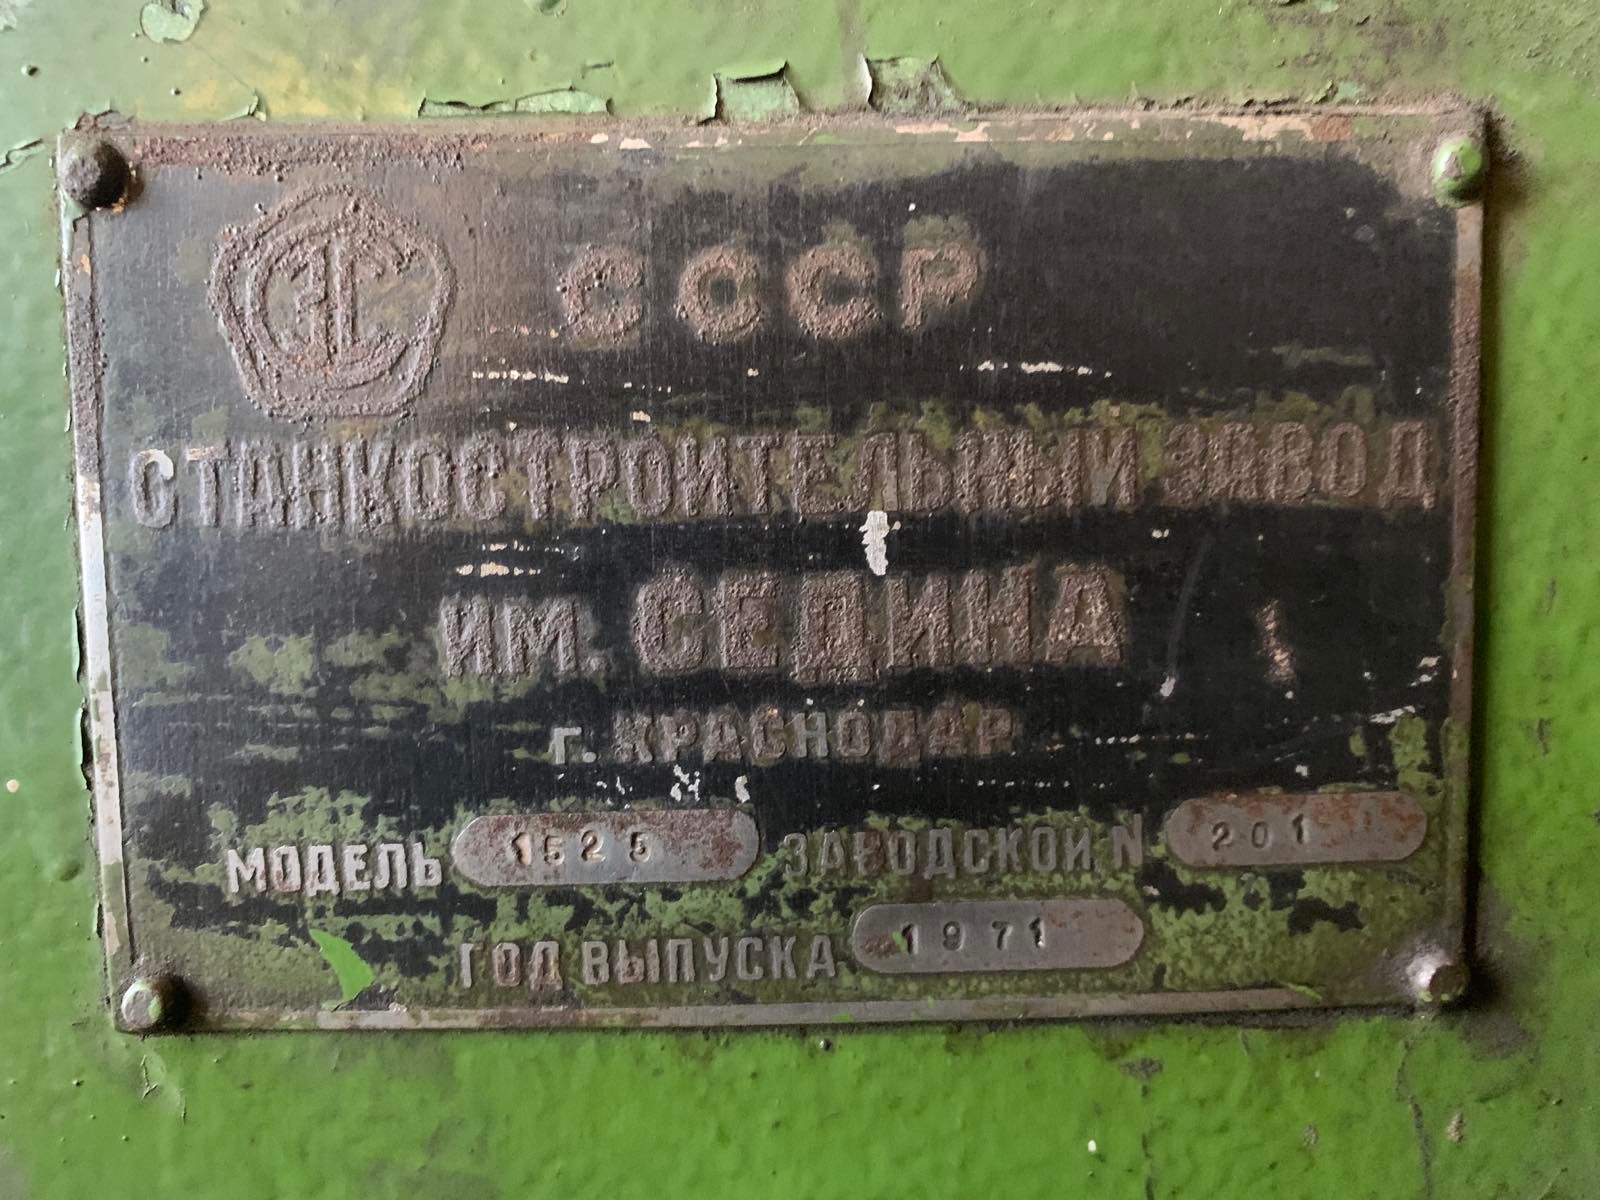 СССР
СТАНКОСТРОИТЕЛЬНЫЙ ЗАВОД
ИМ. СЕДИНА
г. КРАСНОДАР
МОДЕЛЬ 1525 ЗАВОДСКОЙ N 201
ГОД ВЫПУСКА 1971